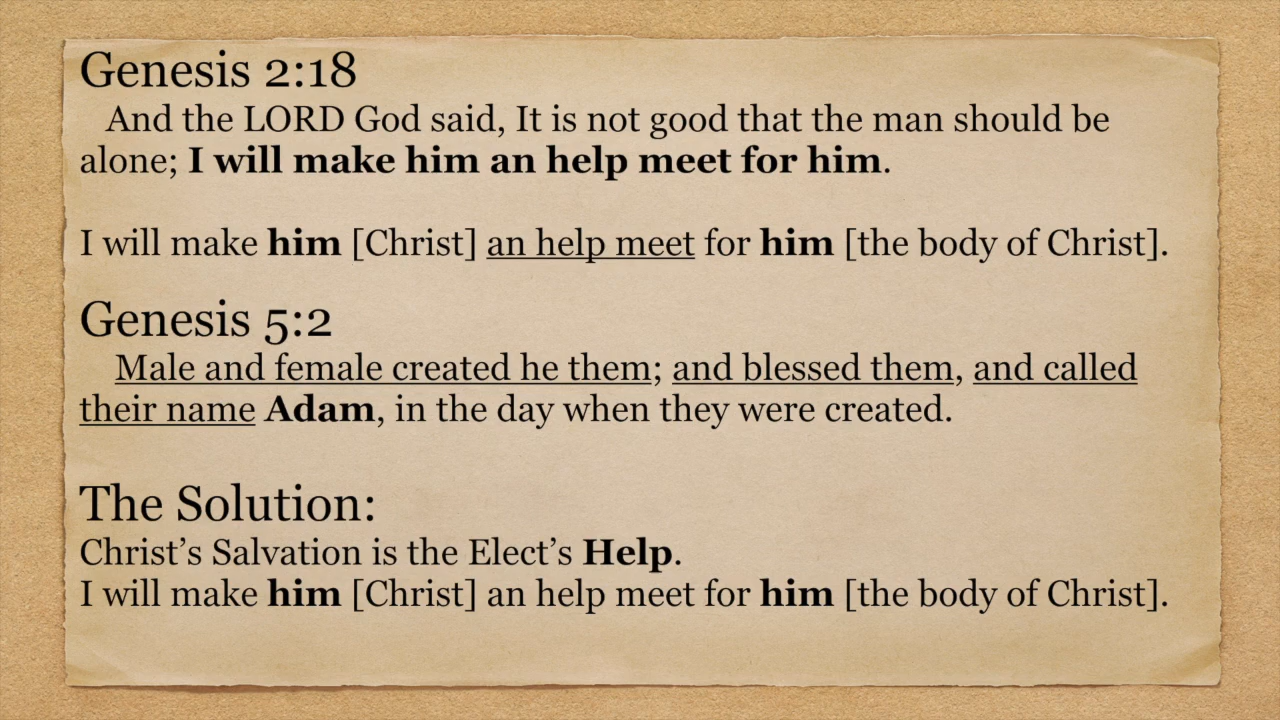 Genesis 2:18
And the LORD God said, It is not good that the man should be
alone; I will make him an help meet for him.
I will make him [Christ] an help meet for him [the body of Christ].
Genesis 5:2
Male and female created he them; and blessed them, and called
their name Adam, in the day when they were created.
The Solution:
Christ’s Salvation is the Elect’s Help.
I will make him [Christ] an help meet for him [the body of Christ].